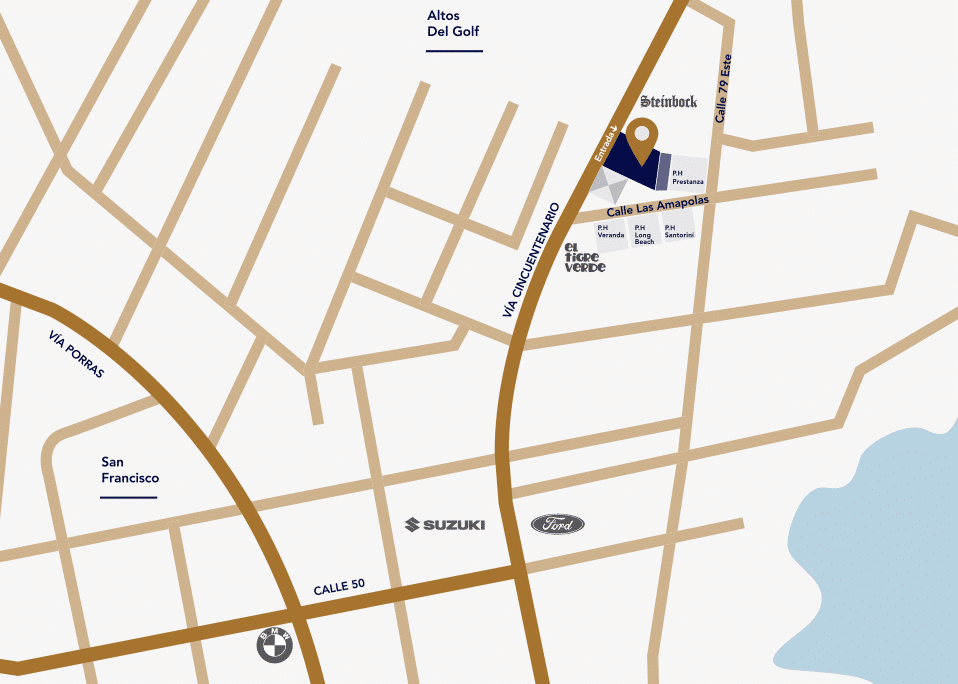 Altos
Del Golf
Steinbock
Calle 79 Este
Entrada
P.H
Prestanza
Calle Las Amapolas
P.H
Veranda
P.H
Long
Beach
P.H
Santorini
EL
TIGRE
VERDE
VÍA CINCUENTENARIO
VÍA PORRAS
San
Francisco
SUZUKI
Ford
CALLE 50
BMW